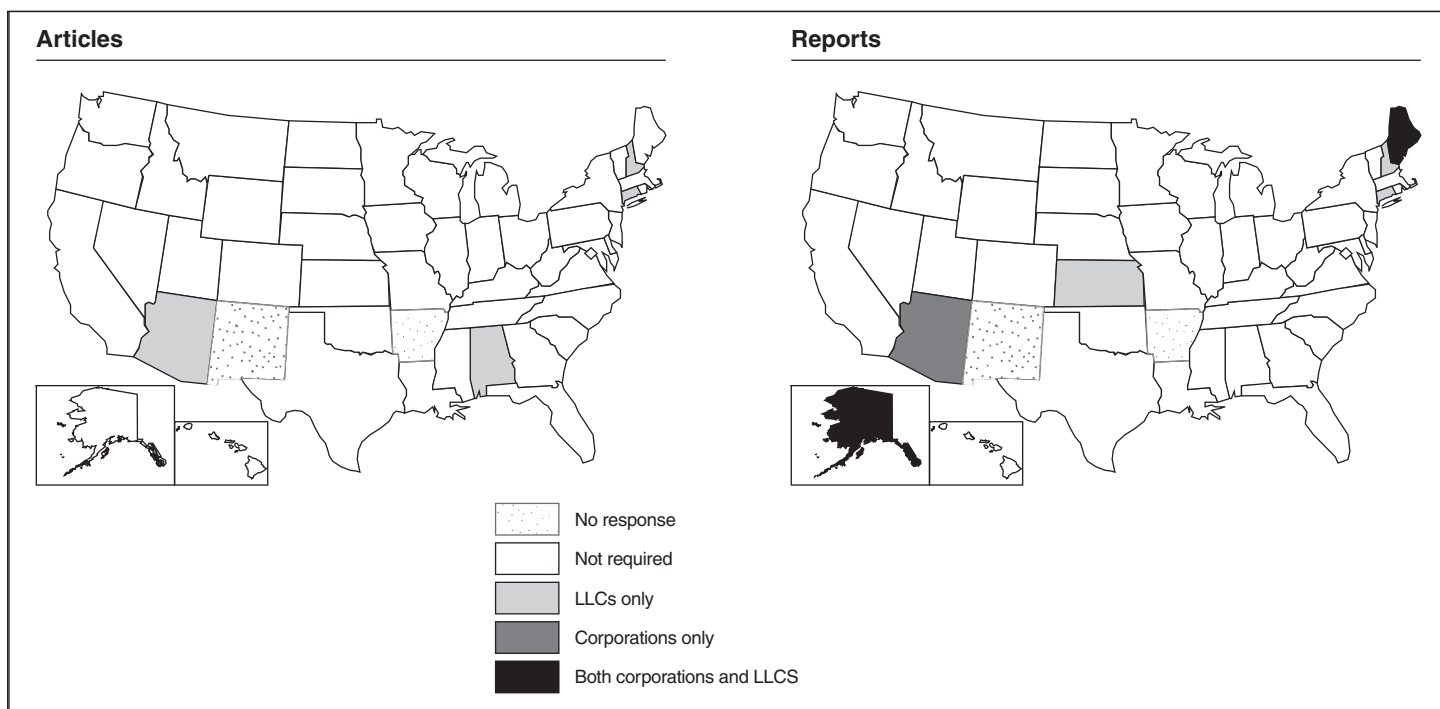 Articles
Reports
No response
Not required
LLCs only
Corporations only
Both corporations and LLCS